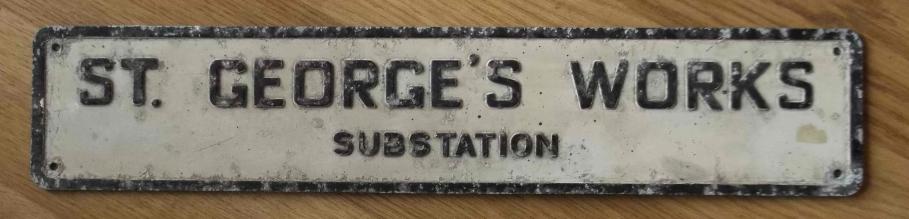 ST. GEORGE'S WORKS
SUBSTATION